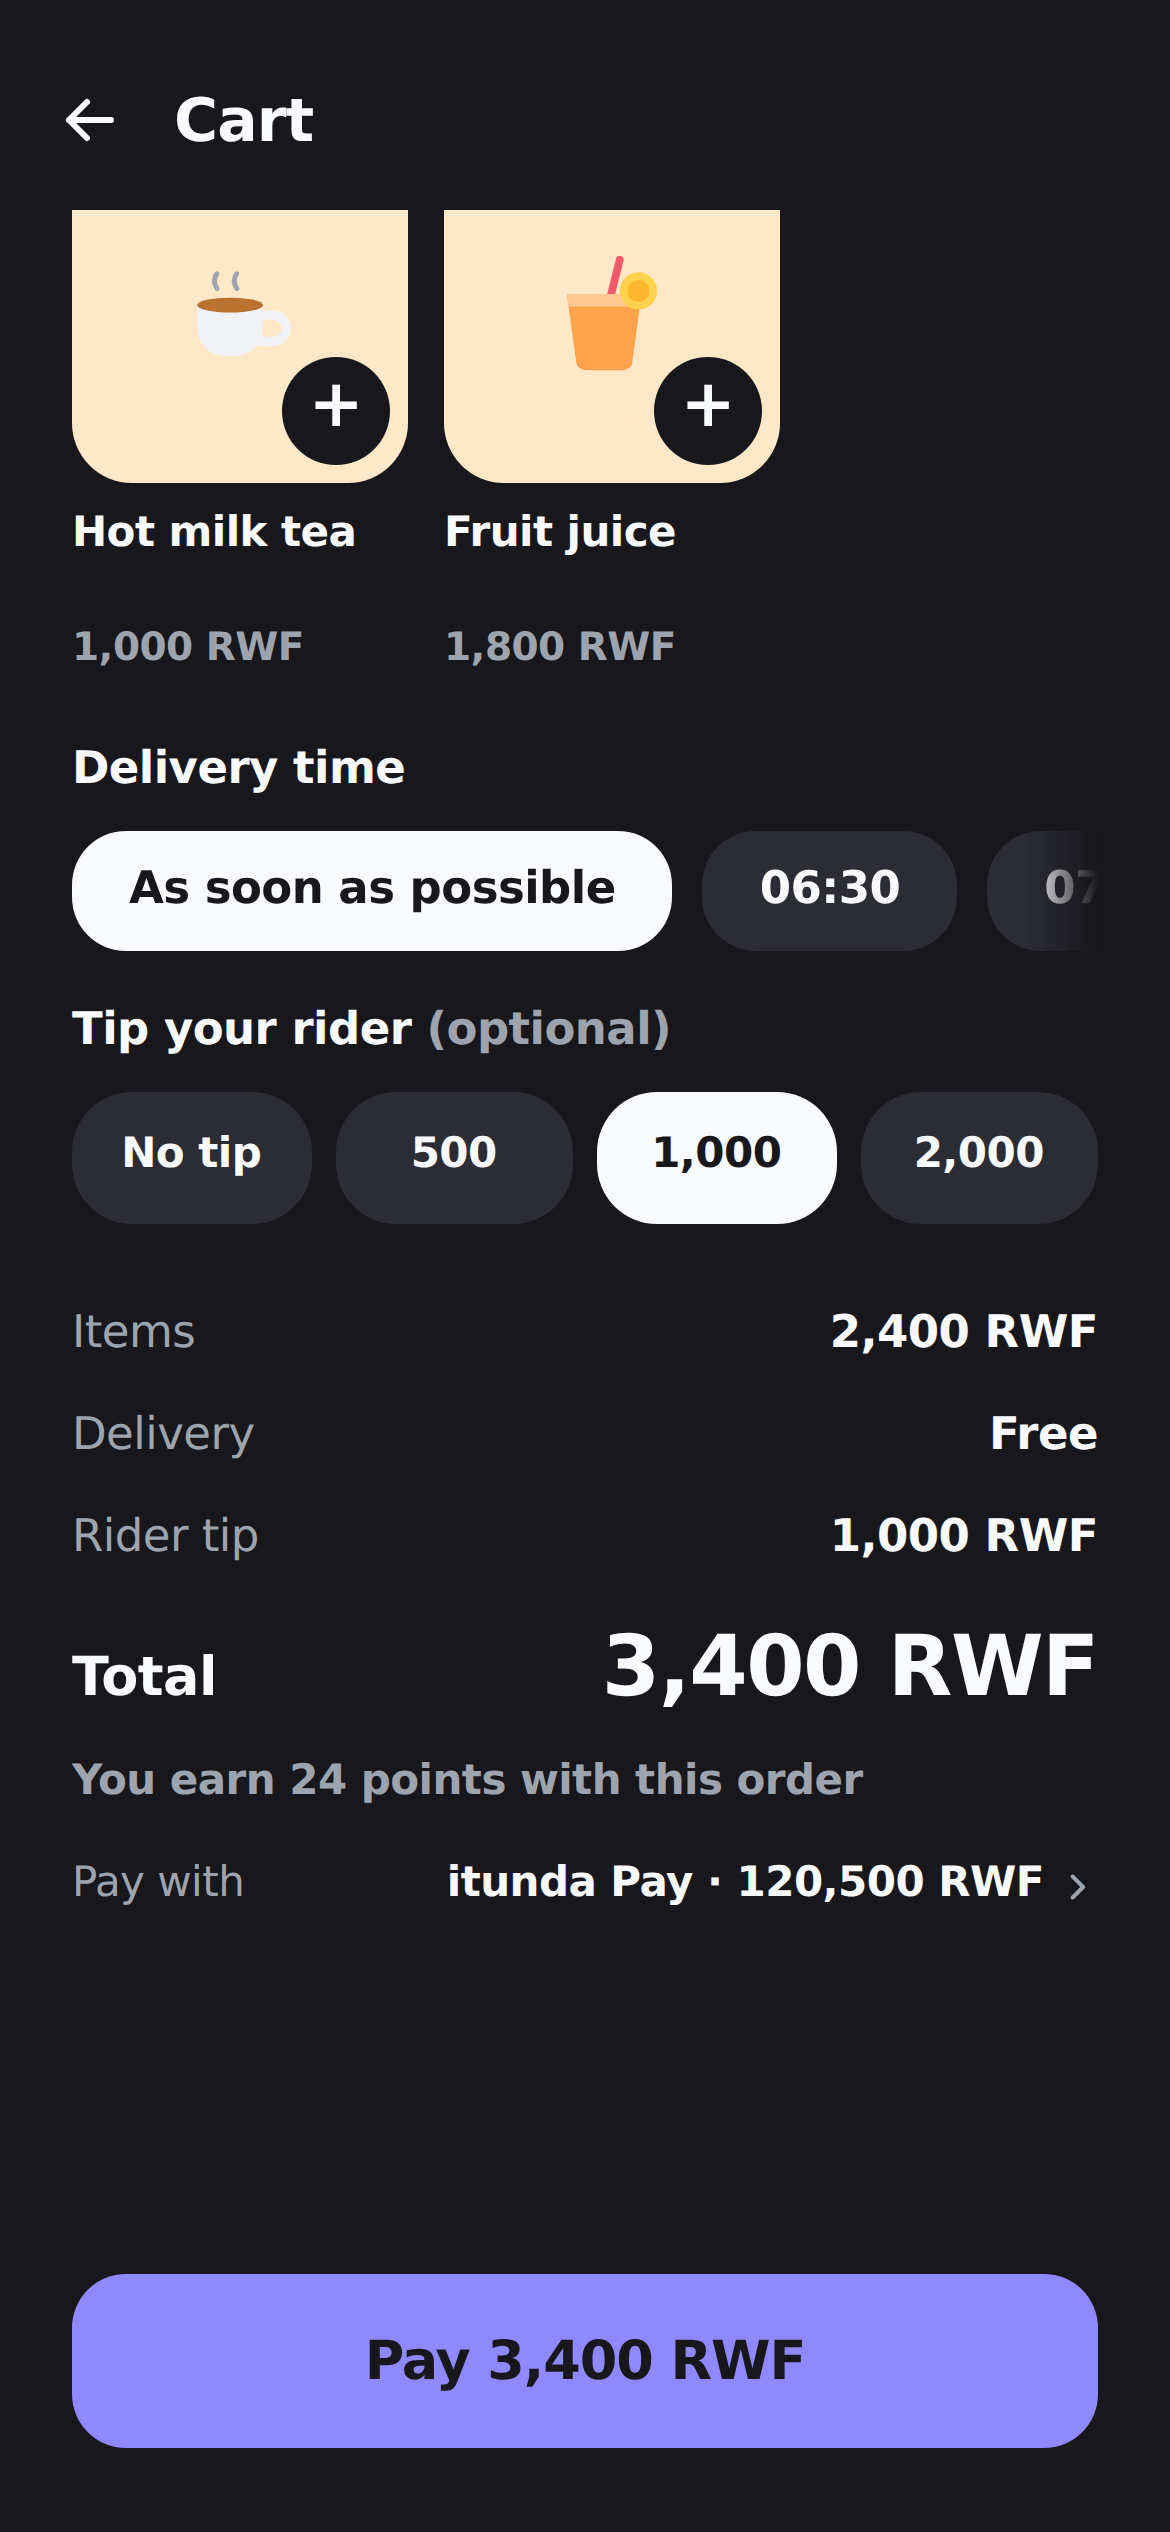 Cart
Hot milk tea
Fruit juice
1,000 RWF
1,800 RWF
Delivery time
As soon as possible
06:30
Tip your rider (optional)
No tip
500
1,000
2,000
Items
2,400 RWF
Delivery
Free
Rider tip
1,000 RWF
Total
3,400 RWF
You earn 24 points with this order
Pay with
itunda Pay · 120,500 RWF
Pay 3,400 RWF